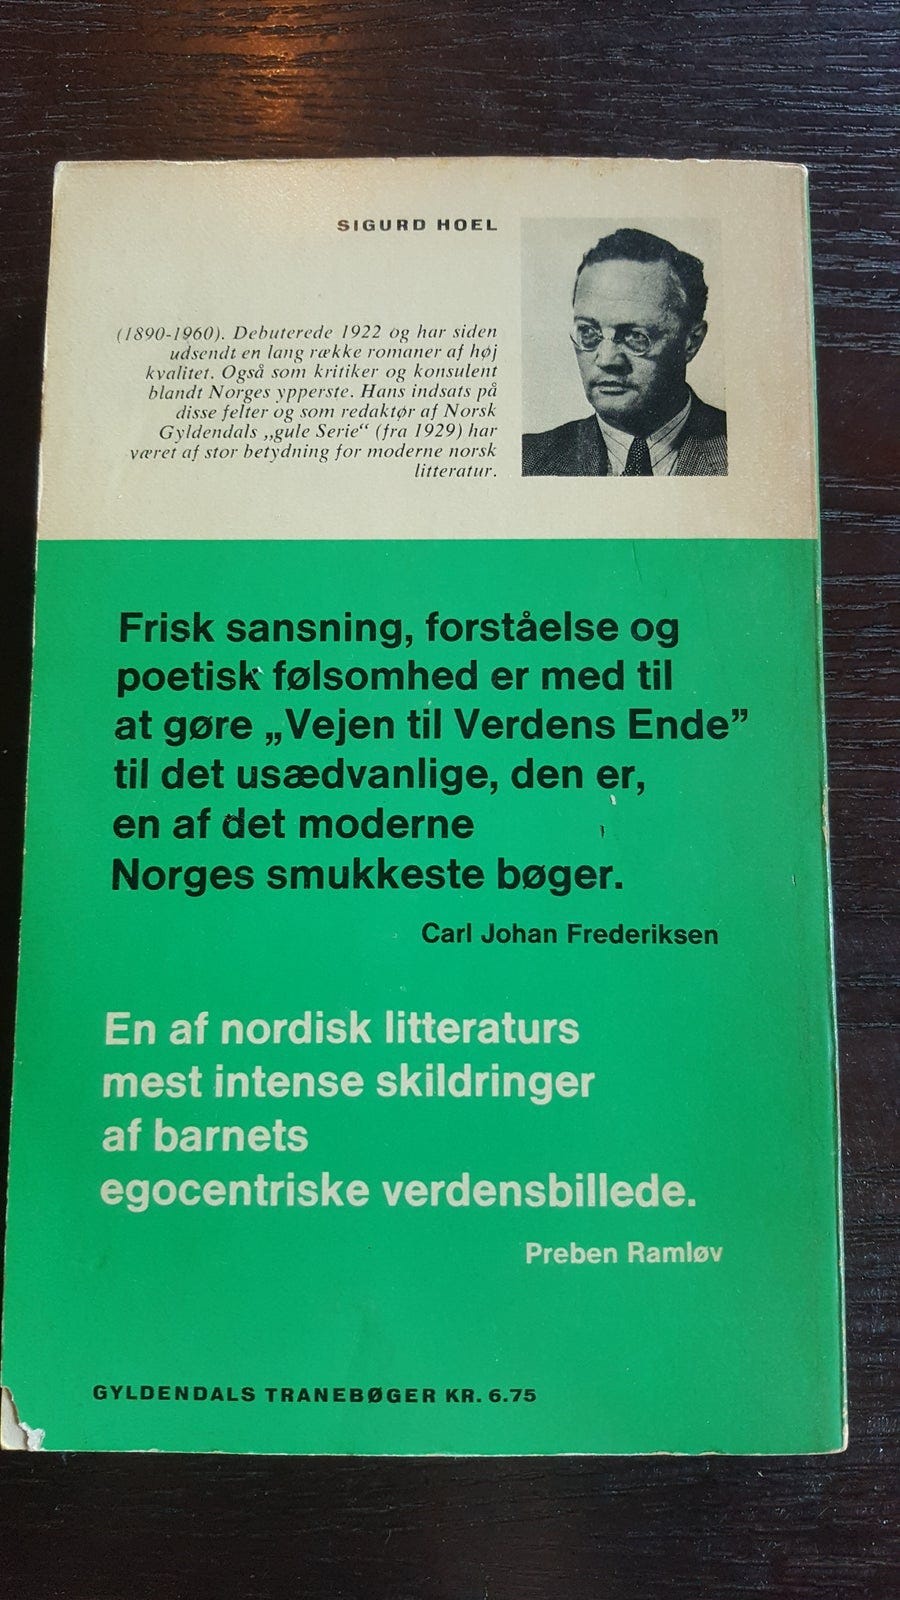 SIGURD HOEL
(1890-1960). Debuterede 1922 og har siden
udsendt en lang række romaner af høj
kvalitet. Også som kritiker og konsulent
blandt Norges ypperste. Hans indsats på
disse felter og som redaktør af Norsk
Gyldendals „gule Serie“ (fra 1929) har
været af stor betydning for moderne norsk
litteratur.
Frisk sansning, forståelse og
poetisk følsomhed er med til
at gøre „Vejen til Verdens Ende”
til det usædvanlige, den er,
en af det moderne
Norges smukkeste bøger.
Carl Johan Frederiksen
En af nordisk litteraturs
mest intense skildringer
af barnets
egocentriske verdensbillede.
Preben Ramløv
GYLDENDALS TRANEBØGER KR. 6.75